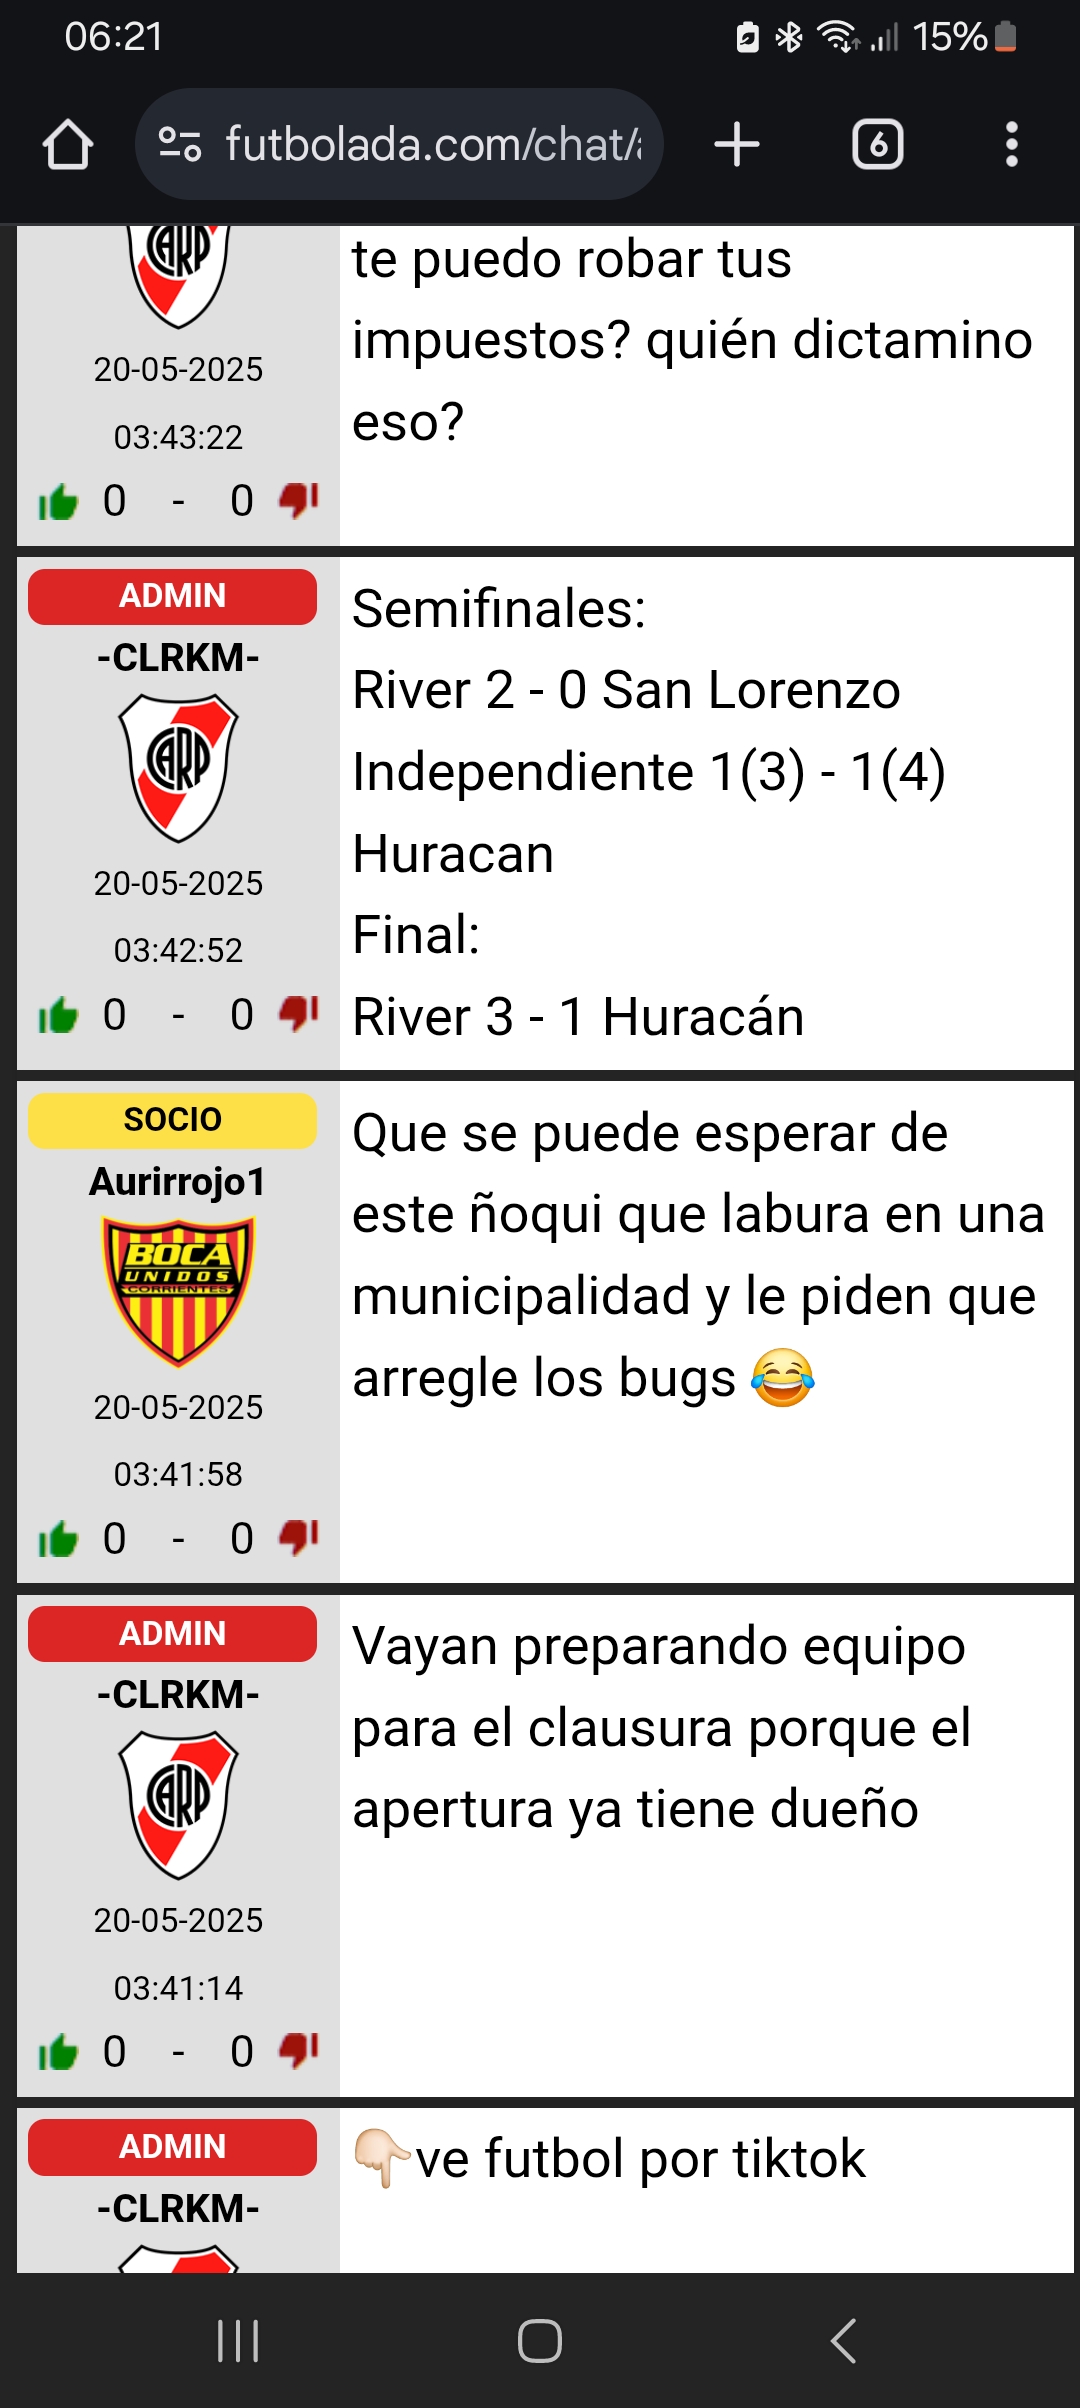 06:21
15%
futbolada.com/chat/
6
CARP
te puedo robar tus
impuestos? quién dictamino
eso?
20-05-2025
03:43:22
0 - 0
ADMIN
-CLRKM-
CARP
20-05-2025
03:42:52
0 - 0
Semifinales:
River 2 - 0 San Lorenzo
Independiente 1(3) - 1(4)
Huracan
Final:
River 3 - 1 Huracán
SOCIO
Aurirrojo1
BOCA
UNIDOS
CORRIENTES
20-05-2025
03:41:58
0 - 0
Que se puede esperar de
este ñoqui que labura en una
municipalidad y le piden que
arregle los bugs 😂
ADMIN
-CLRKM-
CARP
20-05-2025
03:41:14
0 - 0
Vayan preparando equipo
para el clausura porque el
apertura ya tiene dueño
ADMIN
-CLRKM-
👇🏻ve futbol por tiktok